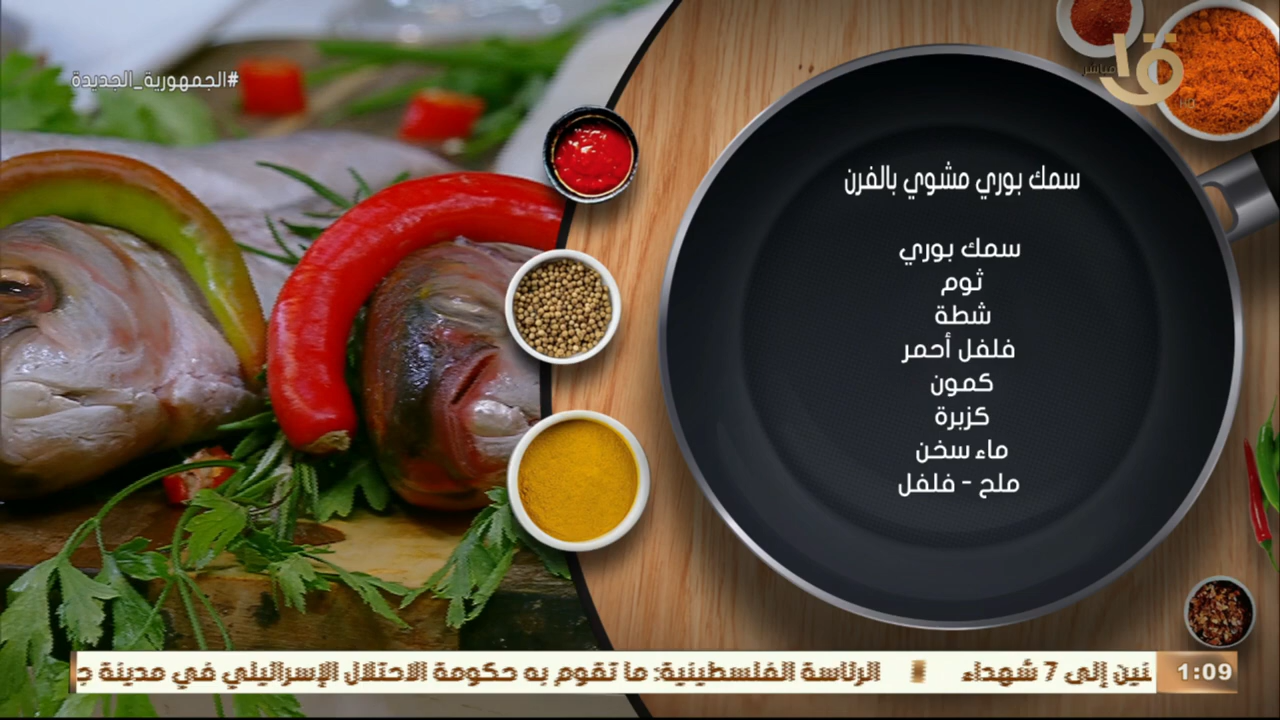 #الجمهورية_الجديدة
مباشر
سمك بوري مشوي بالفرن
سمك بوري
ثوم
شطة
فلفل أحمر
كمون
كزبرة
ماء سخن
ملح - فلفل
1:09
إلى 7 شهداء
الرئاسة الفلسطينية: ما تقوم به حكومة الاحتلال الإسرائيلي في مدينة